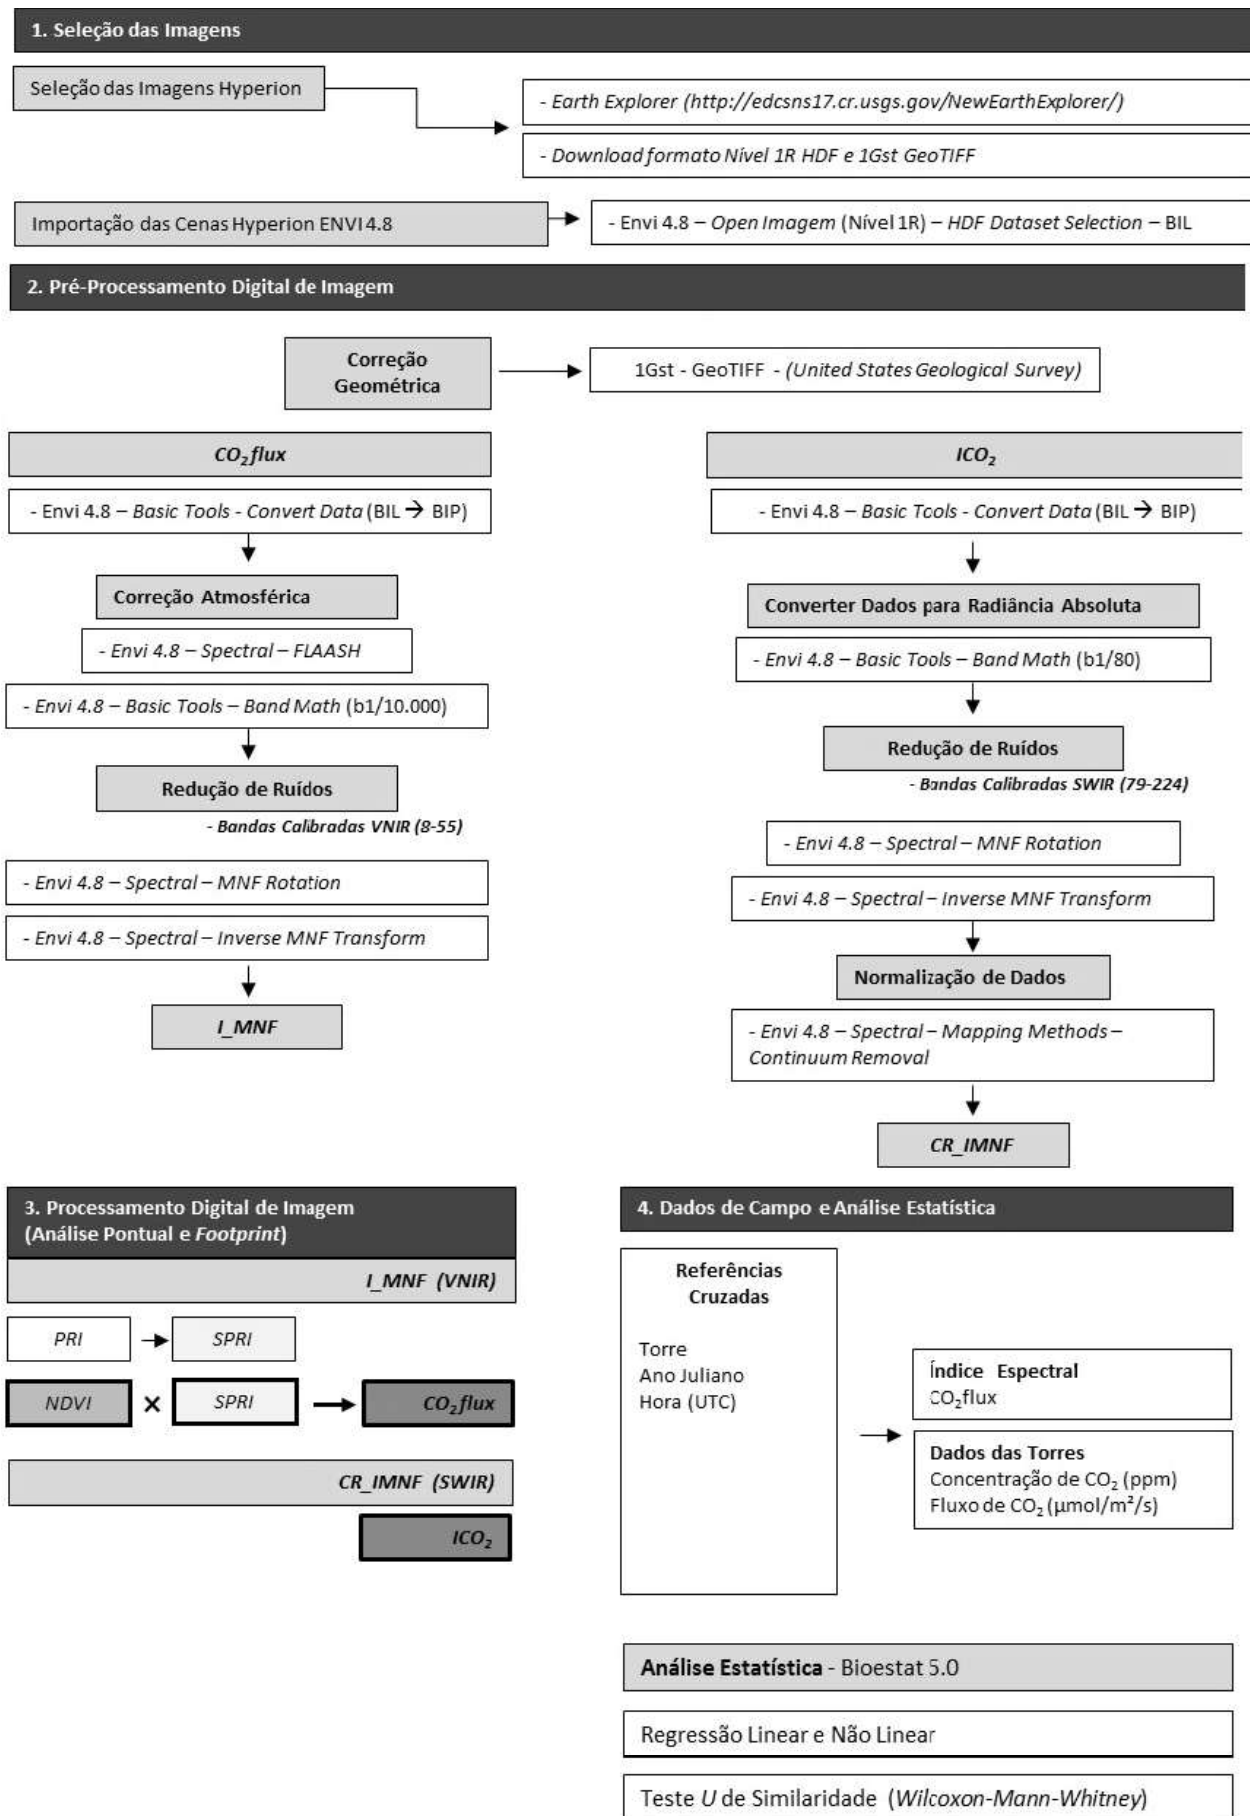 1. Seleção das Imagens
Seleção das Imagens Hyperion
- Earth Explorer (http://edcsns17.cr.usgs.gov/NewEarthExplorer/)
- Download formato Nível 1R HDF e 1Gst GeoTIFF
Importação das Cenas Hyperion ENVI 4.8
- Envi 4.8 – Open Imagem (Nível 1R) – HDF Dataset Selection – BIL
2. Pré-Processamento Digital de Imagem
Correção
Geométrica
1Gst - GeoTIFF - (United States Geological Survey)
CO₂flux
- Envi 4.8 – Basic Tools - Convert Data (BIL → BIP)
Correção Atmosférica
- Envi 4.8 – Spectral – FLAASH
- Envi 4.8 – Basic Tools – Band Math (b1/10.000)
Redução de Ruídos
- Bandas Calibradas VNIR (8-55)
- Envi 4.8 – Spectral – MNF Rotation
- Envi 4.8 – Spectral – Inverse MNF Transform
I_MNF
ICO₂
- Envi 4.8 – Basic Tools - Convert Data (BIL → BIP)
Converter Dados para Radiância Absoluta
- Envi 4.8 – Basic Tools – Band Math (b1/80)
Redução de Ruídos
- Bandas Calibradas SWIR (79-224)
- Envi 4.8 – Spectral – MNF Rotation
- Envi 4.8 – Spectral – Inverse MNF Transform
Normalização de Dados
- Envi 4.8 – Spectral – Mapping Methods –
Continuum Removal
CR_IMNF
3. Processamento Digital de Imagem
(Análise Pontual e Footprint)
I_MNF (VNIR)
PRI → SPRI
NDVI × SPRI → CO₂flux
CR_IMNF (SWIR)
ICO₂
4. Dados de Campo e Análise Estatística
Referências
Cruzadas
Torre
Ano Juliano
Hora (UTC)
Índice Espectral
CO₂flux
Dados das Torres
Concentração de CO₂ (ppm)
Fluxo de CO₂ (µmol/m²/s)
Análise Estatística - Bioestat 5.0
Regressão Linear e Não Linear
Teste U de Similaridade (Wilcoxon-Mann-Whitney)